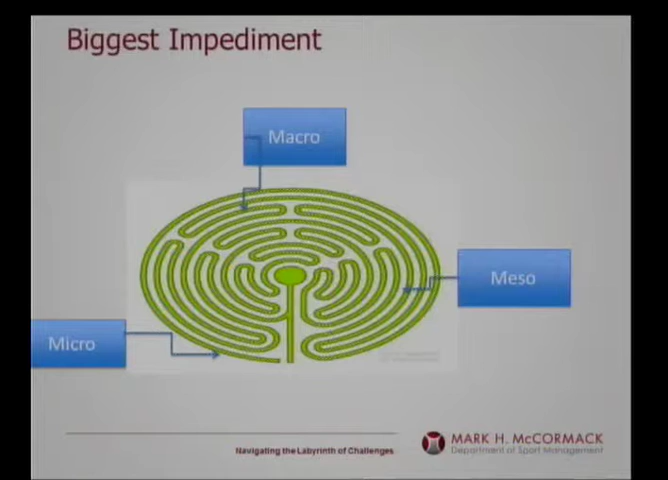 Biggest Impediment
Macro
Meso
Micro
Navigating the Labyrinth of Challenges
MARK H. McCORMACK
Department of Sport Management